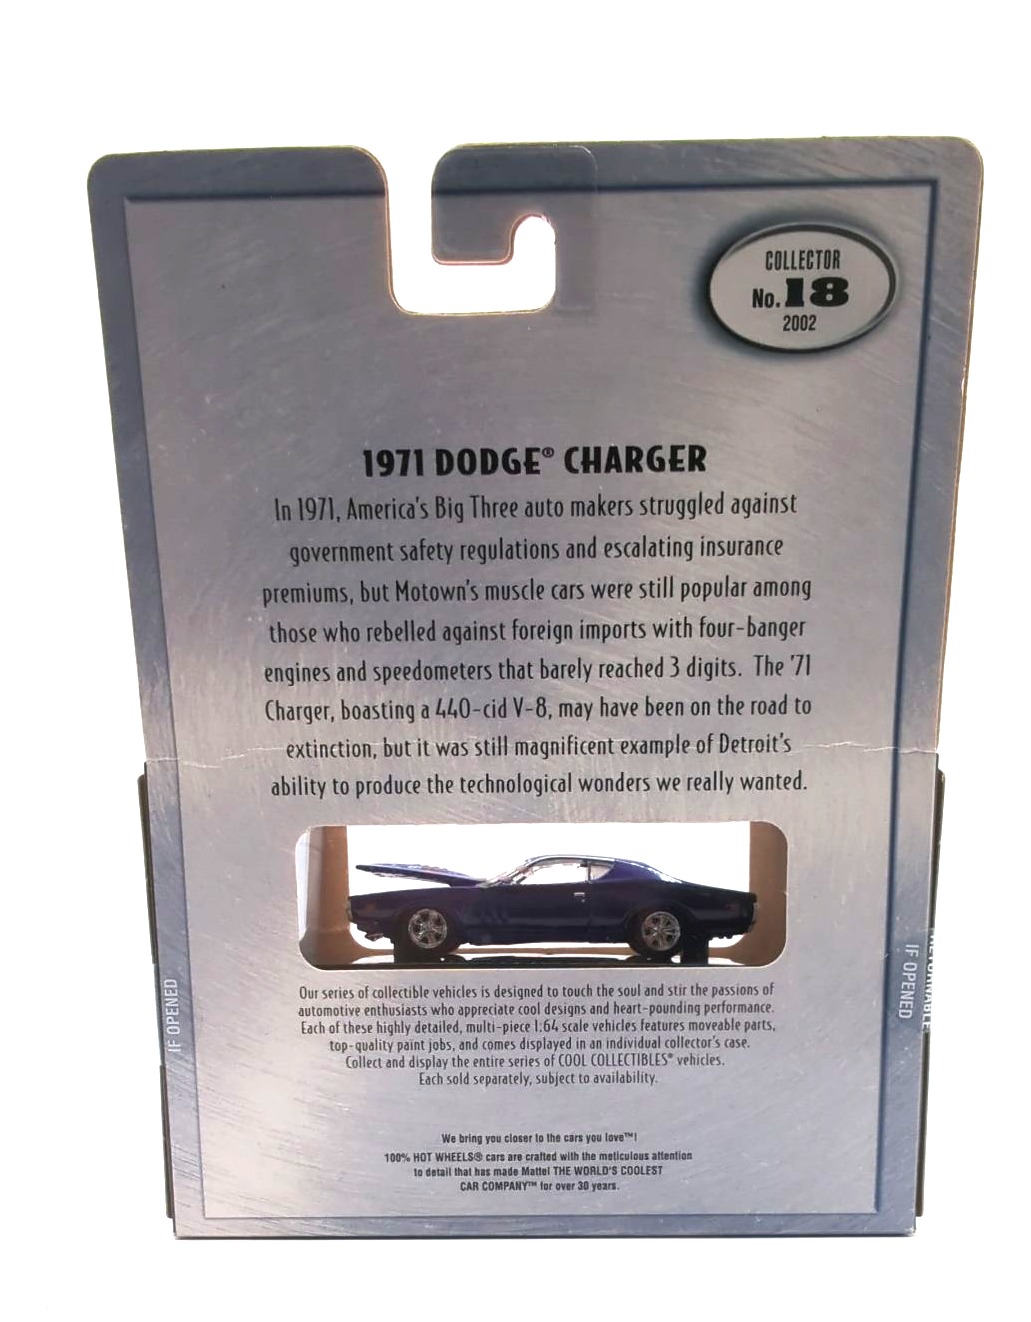 COLLECTOR
No. 18
2002
1971 DODGE® CHARGER
In 1971, America's Big Three auto makers struggled against
government safety regulations and escalating insurance
premiums, but Motown's muscle cars were still popular among
those who rebelled against foreign imports with four-banger
engines and speedometers that barely reached 3 digits. The '71
Charger, boasting a 440-cid V-8, may have been on the road to
extinction, but it was still magnificent example of Detroit's
ability to produce the technological wonders we really wanted.
Our series of collectible vehicles is designed to touch the soul and stir the passions of
automotive enthusiasts who appreciate cool designs and heart-pounding performance.
Each of these highly detailed, multi-piece 1:64 scale vehicles features moveable parts,
top-quality paint jobs, and comes displayed in an individual collector's case.
Collect and display the entire series of COOL COLLECTIBLES® vehicles.
Each sold separately, subject to availability.
We bring you closer to the cars you love™!
100% HOT WHEELS® cars are crafted with the meticulous attention
to detail that has made Mattel THE WORLD'S COOLEST
CAR COMPANY™ for over 30 years.
IF OPENED
IF OPENED